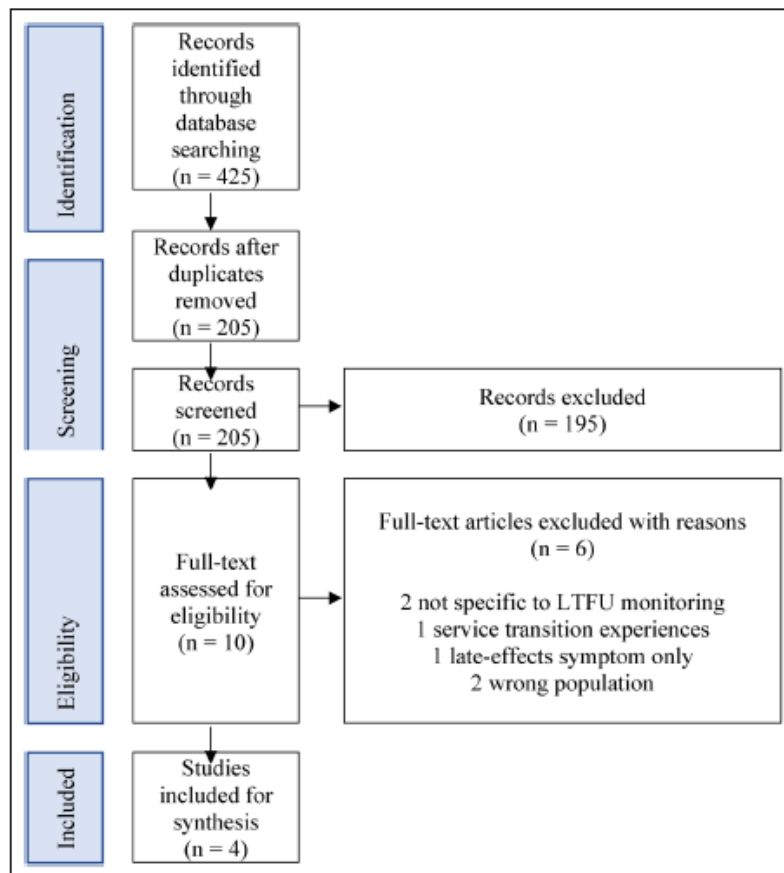 Identification
Records
identified
through
database
searching
(n = 425)
Records after
duplicates
removed
(n = 205)
Screening
Records
screened
(n = 205)
Records excluded
(n = 195)
Eligibility
Full-text
assessed for
eligibility
(n = 10)
Full-text articles excluded with reasons
(n = 6)
2 not specific to LTFU monitoring
1 service transition experiences
1 late-effects symptom only
2 wrong population
Included
Studies
included for
synthesis
(n = 4)